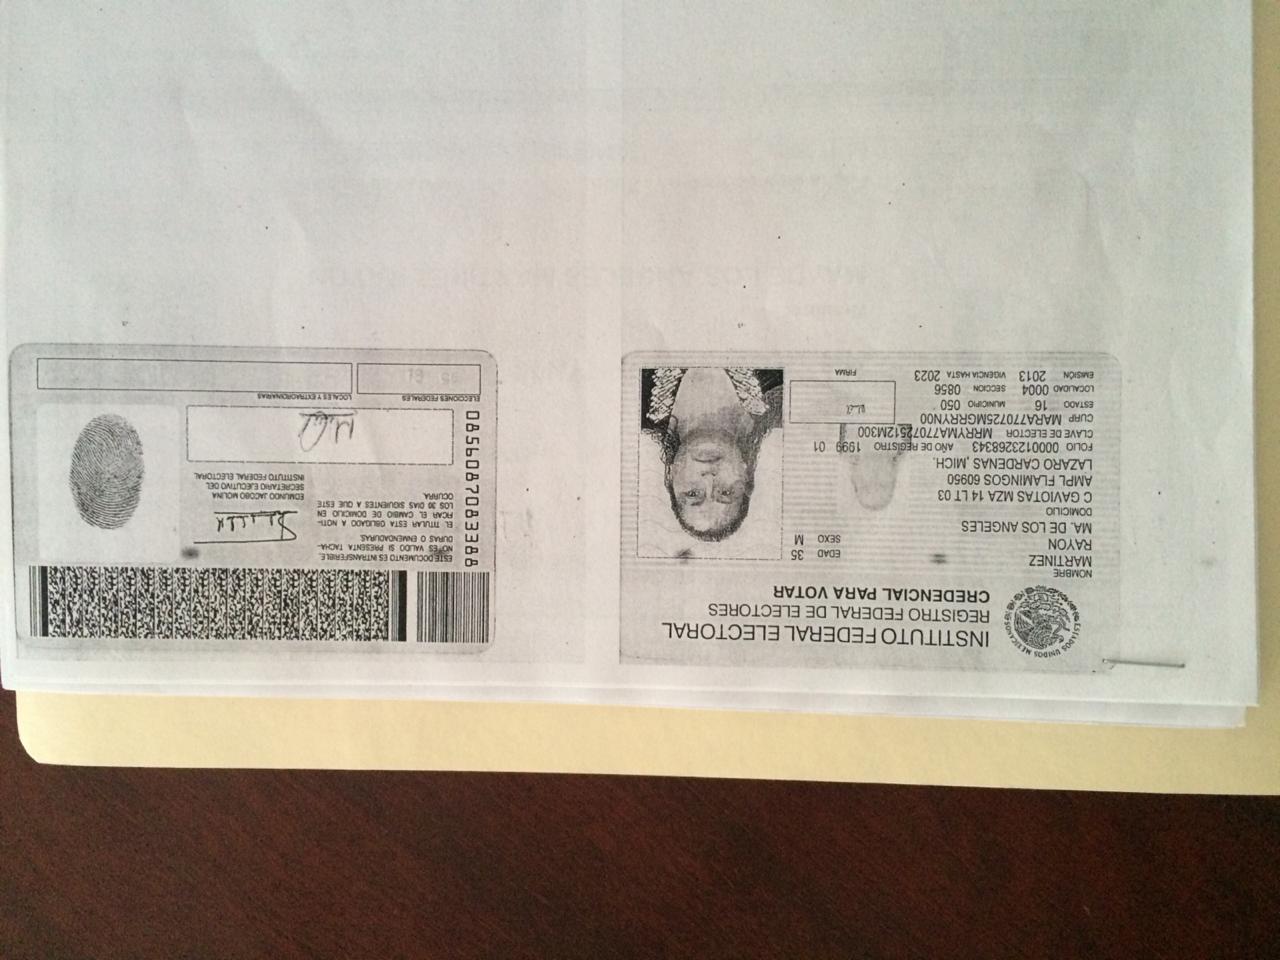 ESTADOS UNIDOS MEXICANOS
INSTITUTO FEDERAL ELECTORAL
REGISTRO FEDERAL DE ELECTORES
CREDENCIAL PARA VOTAR
NOMBRE
MARTINEZ
RAYON
MA. DE LOS ANGELES
EDAD 35
SEXO M
DOMICILIO
C GAVIOTAS MZA 14 LT 03
AMPL FLAMINGOS 60950
LAZARO CARDENAS ,MICH.
FOLIO 0000123268343 AÑO DE REGISTRO 1999 01
CLAVE DE ELECTOR MRRYMA77072512M300
CURP MARA770725MGRRYN00
ESTADO 16 MUNICIPIO 050
LOCALIDAD 0004 SECCION 0856
EMISIÓN 2013 VIGENCIA HASTA 2023
FIRMA
ESTE DOCUMENTO ES INTRANSFERIBLE,
NO ES VALIDO SI PRESENTA TACHA-
DURAS O ENMENDADURAS.
EL TITULAR ESTA OBLIGADO A NOTI-
FICAR EL CAMBIO DE DOMICILIO EN
LOS 30 DIAS SIGUIENTES A QUE ESTE
OCURRA.
EDMUNDO JACOBO MOLINA
SECRETARIO EJECUTIVO DEL
INSTITUTO FEDERAL ELECTORAL
ELECCIONES FEDERALES
LOCALES Y EXTRAORDINARIAS